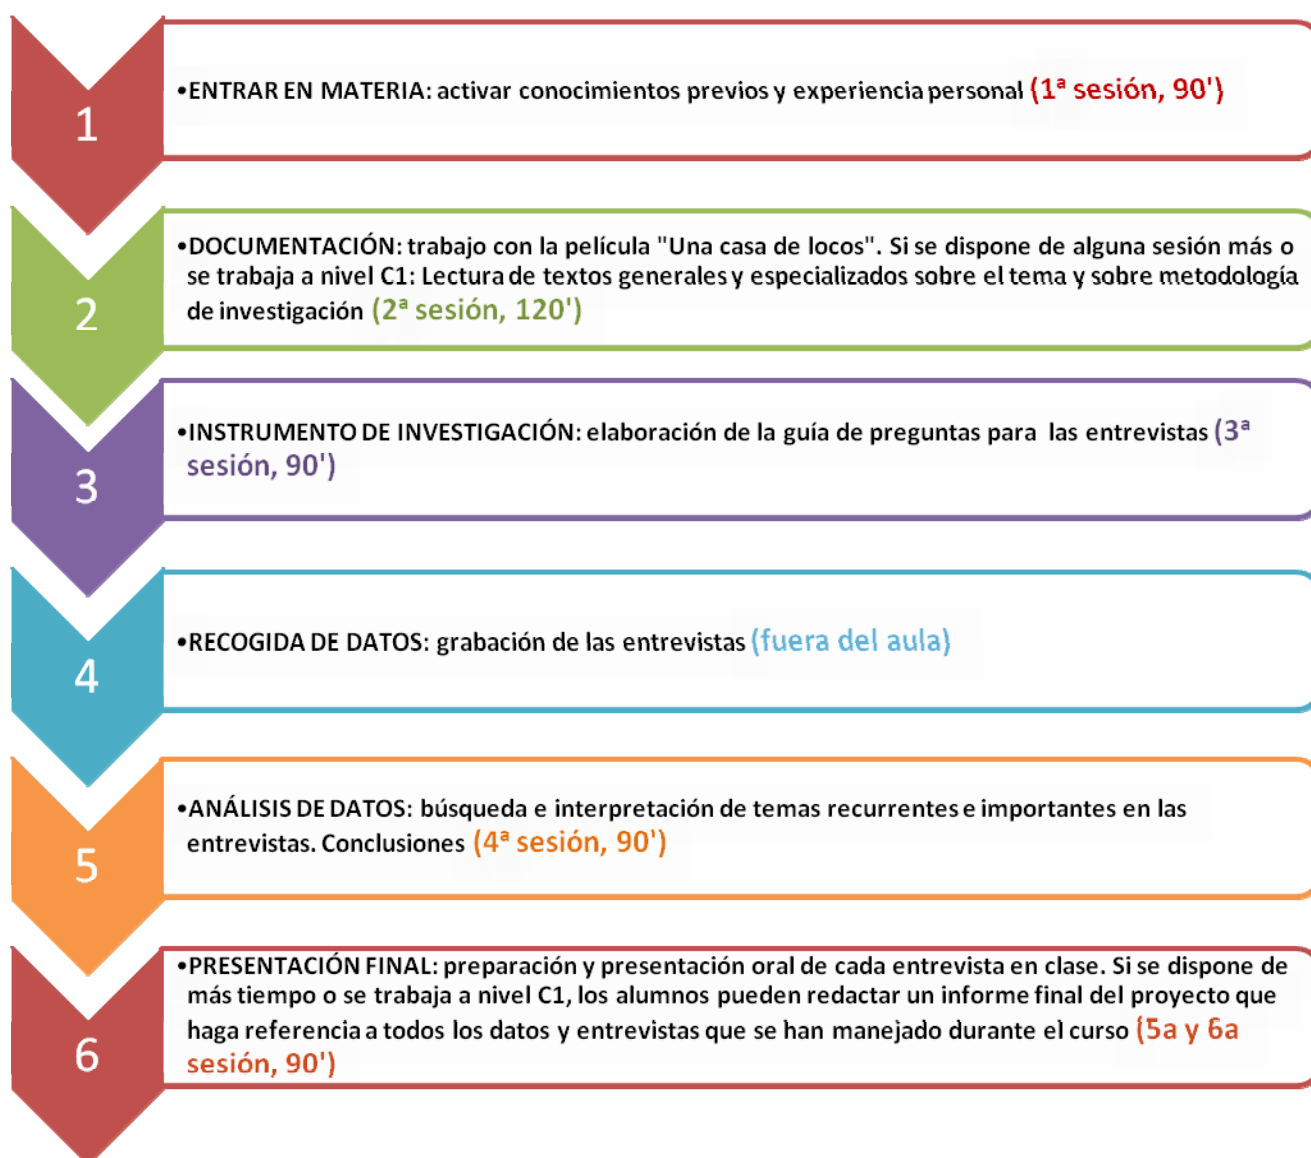 1
•ENTRAR EN MATERIA: activar conocimientos previos y experiencia personal (1ª sesión, 90')
2
•DOCUMENTACIÓN: trabajo con la película "Una casa de locos". Si se dispone de alguna sesión más o
se trabaja a nivel C1: Lectura de textos generales y especializados sobre el tema y sobre metodología
de investigación (2ª sesión, 120')
3
•INSTRUMENTO DE INVESTIGACIÓN: elaboración de la guía de preguntas para las entrevistas (3ª
sesión, 90')
4
•RECOGIDA DE DATOS: grabación de las entrevistas (fuera del aula)
5
•ANÁLISIS DE DATOS: búsqueda e interpretación de temas recurrentes e importantes en las
entrevistas. Conclusiones (4ª sesión, 90')
6
•PRESENTACIÓN FINAL: preparación y presentación oral de cada entrevista en clase. Si se dispone de
más tiempo o se trabaja a nivel C1, los alumnos pueden redactar un informe final del proyecto que
haga referencia a todos los datos y entrevistas que se han manejado durante el curso (5a y 6a
sesión, 90')